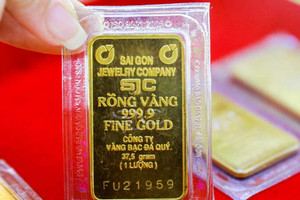 SAI GON
JEWELRY COMPANY
SJC
RỒNG VÀNG
999.9
FINE GOLD
CÔNG TY
VÀNG BẠC ĐÁ QUÝ
37,5 gram
(1 LƯỢNG)
FU21959